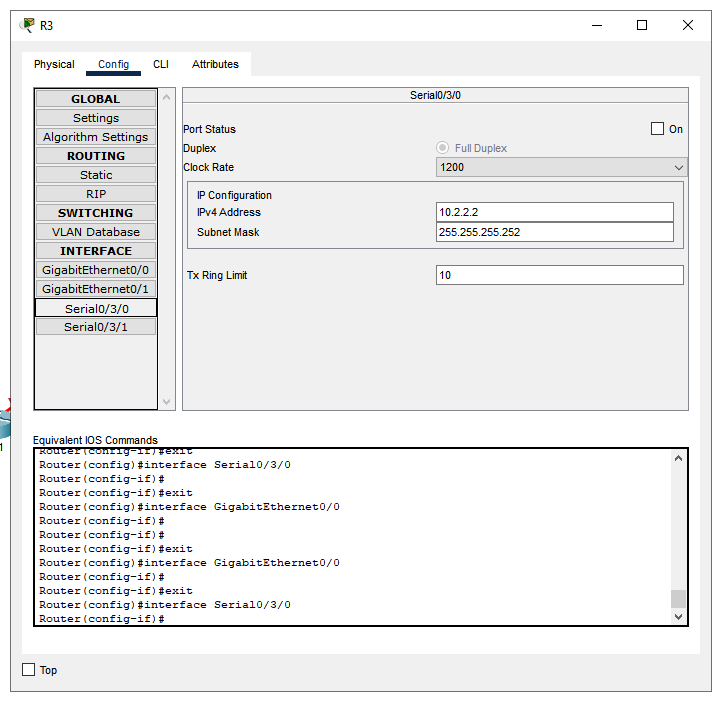 R3
Physical Config CLI Attributes
GLOBAL
Settings
Algorithm Settings
ROUTING
Static
RIP
SWITCHING
VLAN Database
INTERFACE
GigabitEthernet0/0
GigabitEthernet0/1
Serial0/3/0
Serial0/3/1
Serial0/3/0
Port Status On
Duplex Full Duplex
Clock Rate 1200
IP Configuration
IPv4 Address 10.2.2.2
Subnet Mask 255.255.255.252
Tx Ring Limit 10
1
Equivalent IOS Commands
Router(config-if)#exit
Router(config)#interface Serial0/3/0
Router(config-if)#
Router(config-if)#exit
Router(config)#interface GigabitEthernet0/0
Router(config-if)#
Router(config-if)#
Router(config-if)#exit
Router(config)#interface GigabitEthernet0/0
Router(config-if)#
Router(config-if)#exit
Router(config)#interface Serial0/3/0
Router(config-if)#
Top